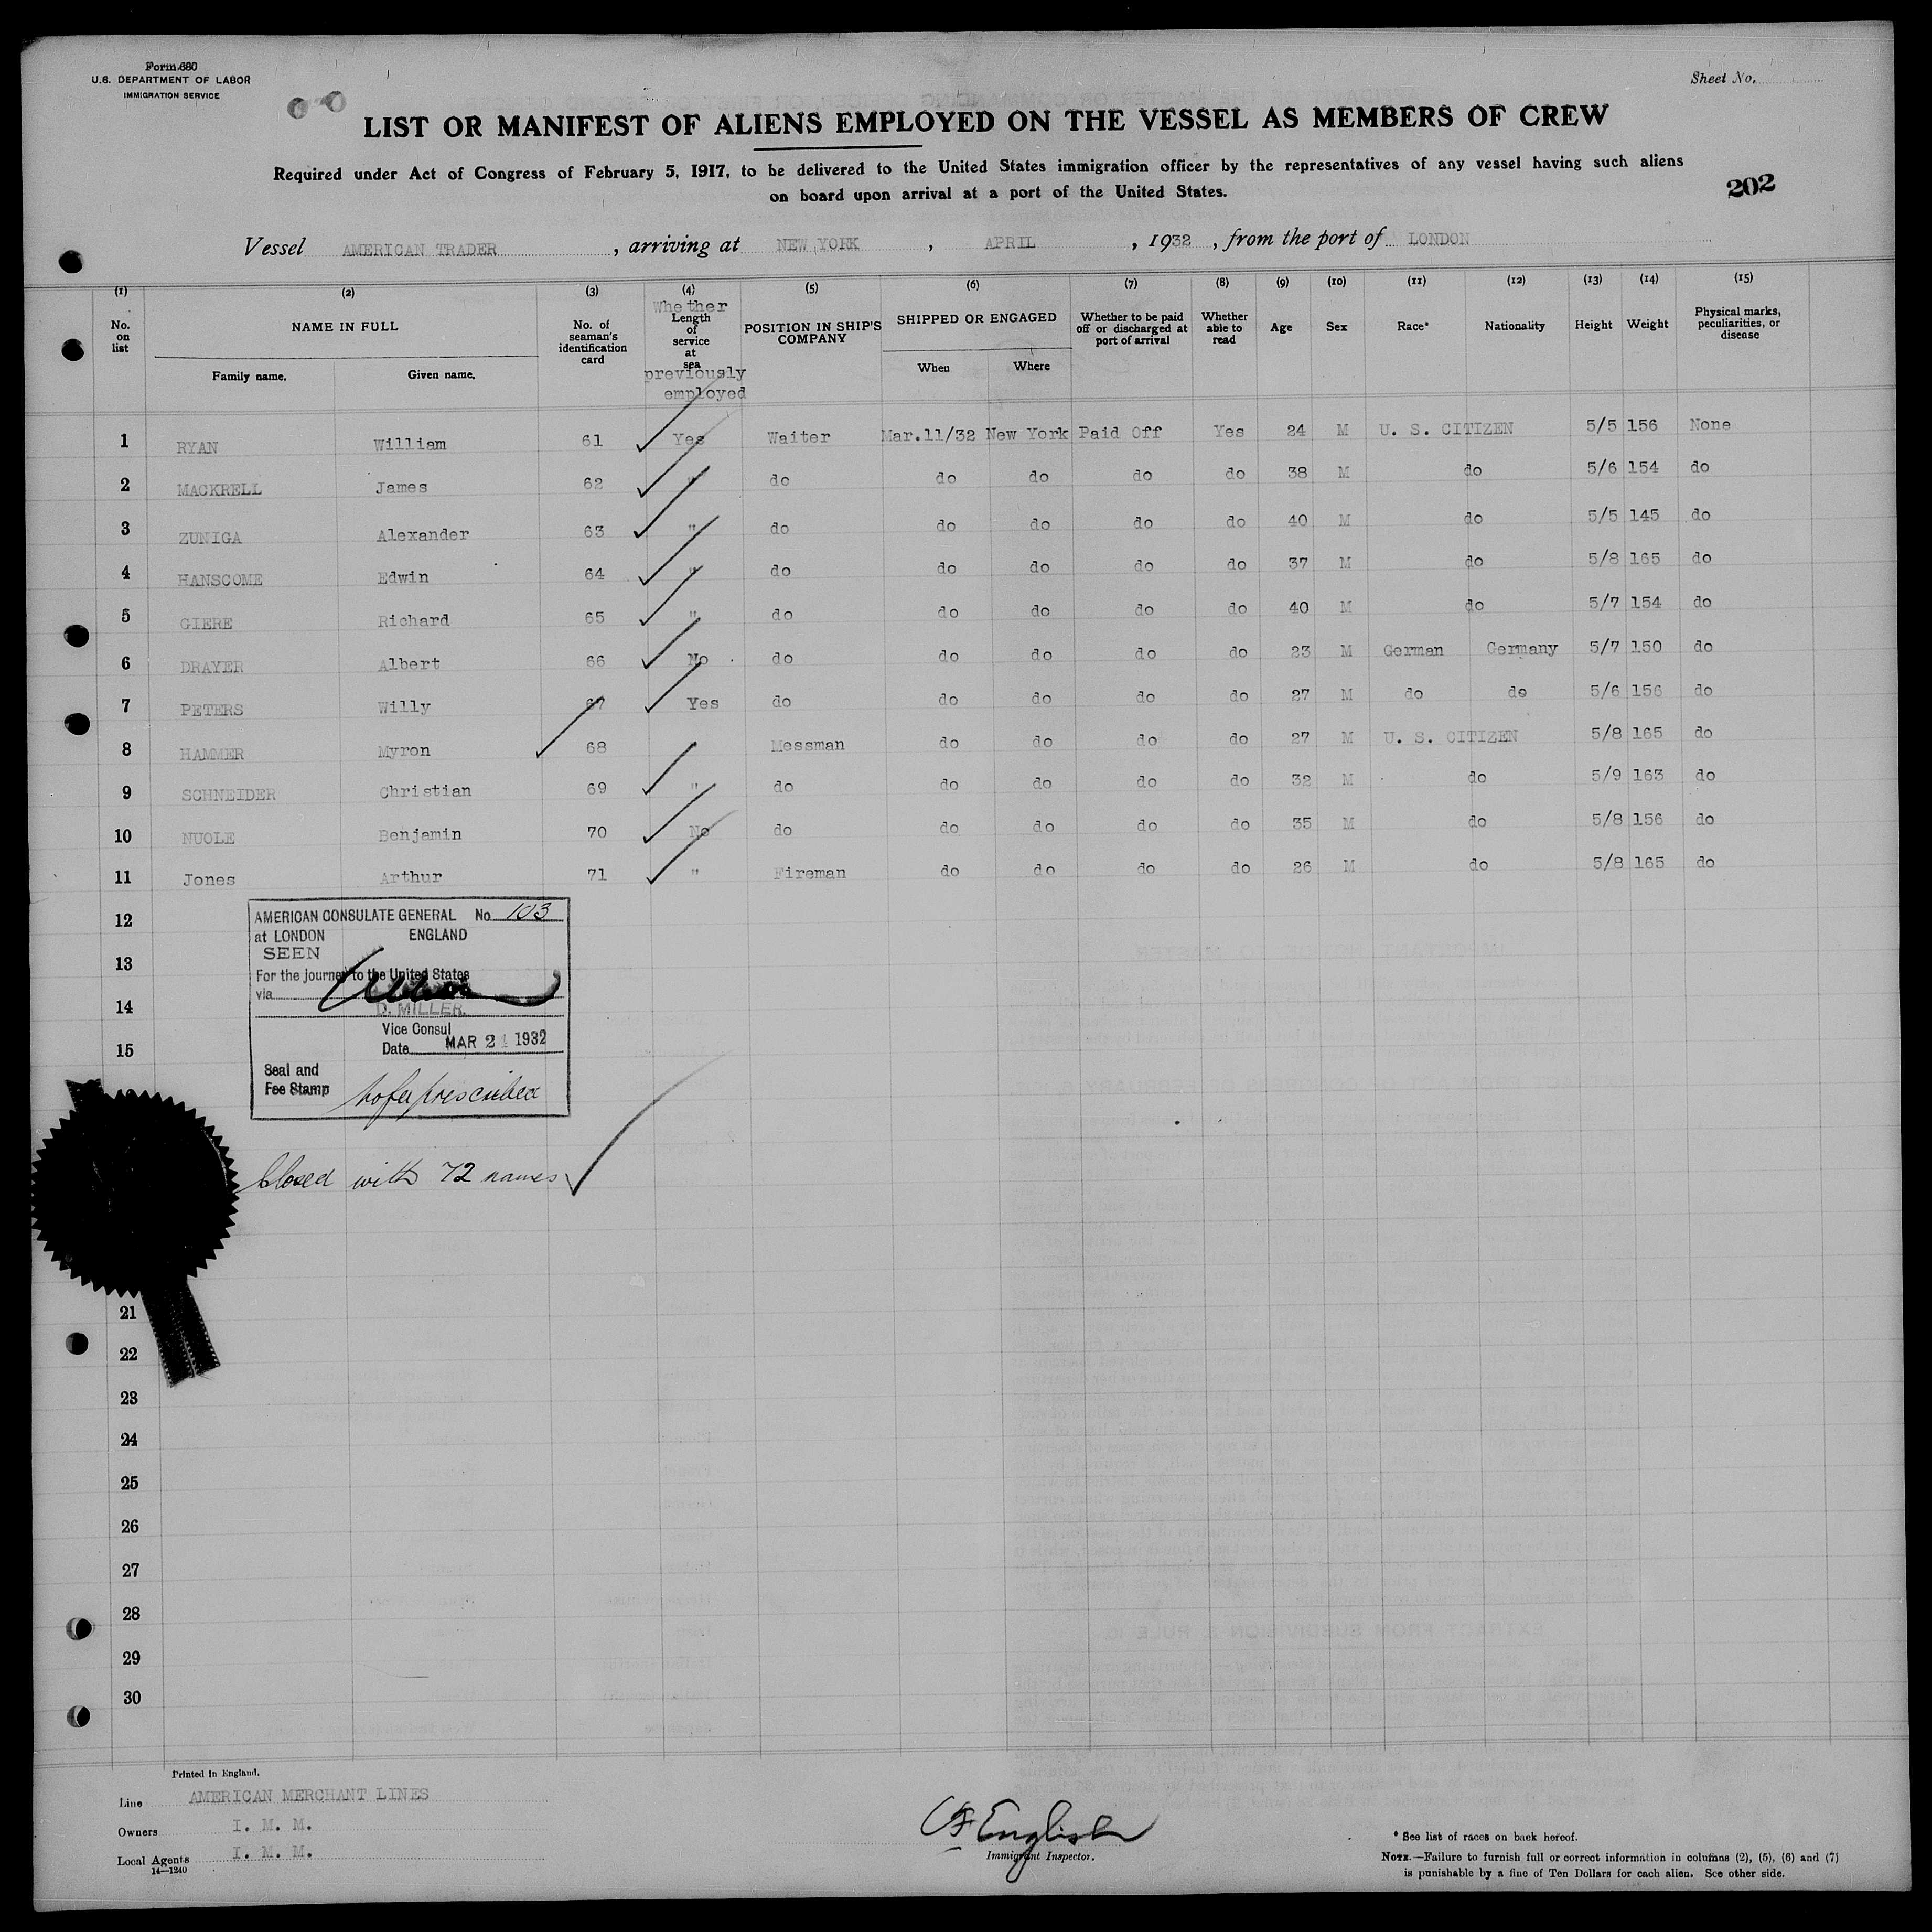 Form 680
U. S. DEPARTMENT OF LABOR
IMMIGRATION SERVICE
Sheet No.
LIST OR MANIFEST OF ALIENS EMPLOYED ON THE VESSEL AS MEMBERS OF CREW
Required under Act of Congress of February 5, 1917, to be delivered to the United States immigration officer by the representatives of any vessel having such aliens
on board upon arrival at a port of the United States.
202
Vessel AMERICAN TRADER, arriving at NEW YORK, APRIL, 1932, from the port of LONDON
(1) (2) (3) (4) (5) (6) (7) (8) (9) (10) (11) (12) (13) (14) (15)
No. on list NAME IN FULL Family name. Given name. No. of seaman's identification card Whether Length of service at sea previously employed POSITION IN SHIP'S COMPANY SHIPPED OR ENGAGED When Where Whether to be paid off or discharged at port of arrival Whether able to read Age Sex Race* Nationality Height Weight Physical marks, peculiarities, or disease
1 RYAN William 61 Yes Waiter Mar.11/32 New York Paid Off Yes 24 M U. S. CITIZEN 5/5 156 None
2 MACKRELL James 62 " do do do do do 38 M do 5/6 154 do
3 ZUNIGA Alexander 63 " do do do do do 40 M do 5/5 145 do
4 HANSCOME Edwin 64 " do do do do do 37 M do 5/8 165 do
5 GIERE Richard 65 " do do do do do 40 M do 5/7 154 do
6 DRAYER Albert 66 No do do do do do 23 M German Germany 5/7 150 do
7 PETERS Willy 67 Yes do do do do do 27 M do do 5/6 156 do
8 HAMMER Myron 68 Messman do do do do 27 M U. S. CITIZEN 5/8 165 do
9 SCHNEIDER Christian 69 " do do do do do 32 M do 5/9 163 do
10 NUOLE Benjamin 70 No do do do do do 35 M do 5/8 156 do
11 Jones Arthur 71 " Fireman do do do do 26 M do 5/8 165 do
12
13
14
15
AMERICAN CONSULATE GENERAL No. 103
at LONDON ENGLAND
SEEN
For the journey to the United States
via
D. MILLER.
Vice Consul
Date MAR 21 1932
Seal and
Fee Stamp No fee prescribed
Closed with 72 names
21
22
23
24
25
26
27
28
29
30
Printed in England.
Line AMERICAN MERCHANT LINES
Owners I. M. M.
Local Agents I. M. M.
14—1240
English
Immigrant Inspector.
* See list of races on back hereof.
NOTE.—Failure to furnish full or correct information in columns (2), (5), (6) and (7)
is punishable by a fine of Ten Dollars for each alien. See other side.